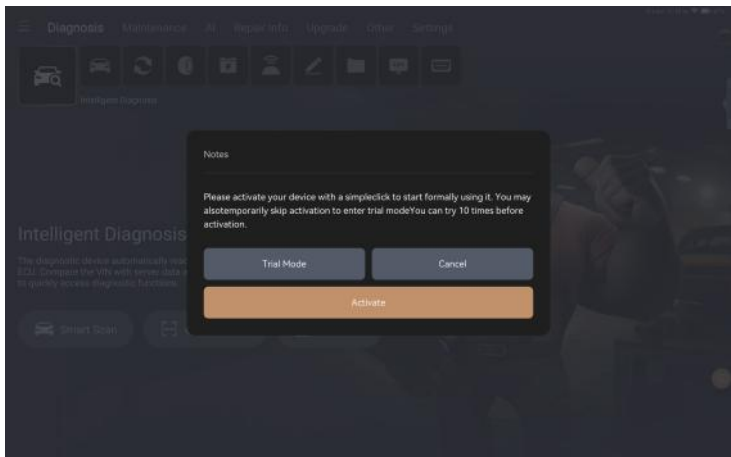 Diagnosis Maintenance AI Repair Info Upgrade Other Settings
Intelligent Diagnosis
Notes
Please activate your device with a simpleclick to start formally using it. You may
alsotemporarily skip activation to enter trial modeYou can try 10 times before
activation.
Trial Mode Cancel
Activate
Intelligent Diagnosis
The diagnostic device automatically
ECU. Compare the VIN with server data
to quickly access diagnostic functions.
Smart Scan